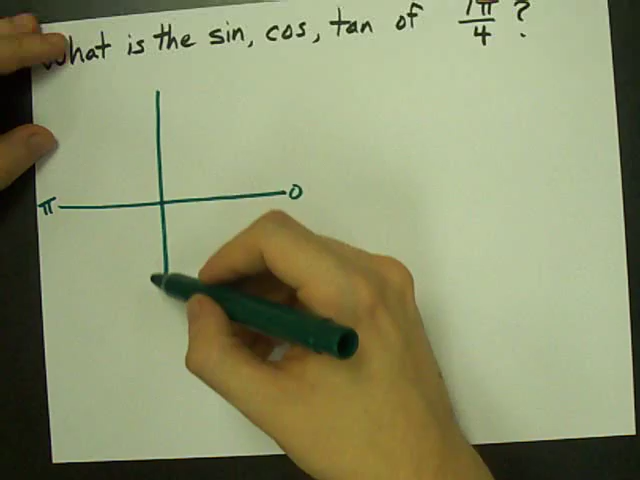 What is the sin, cos, tan of 7π/4 ?
π 0